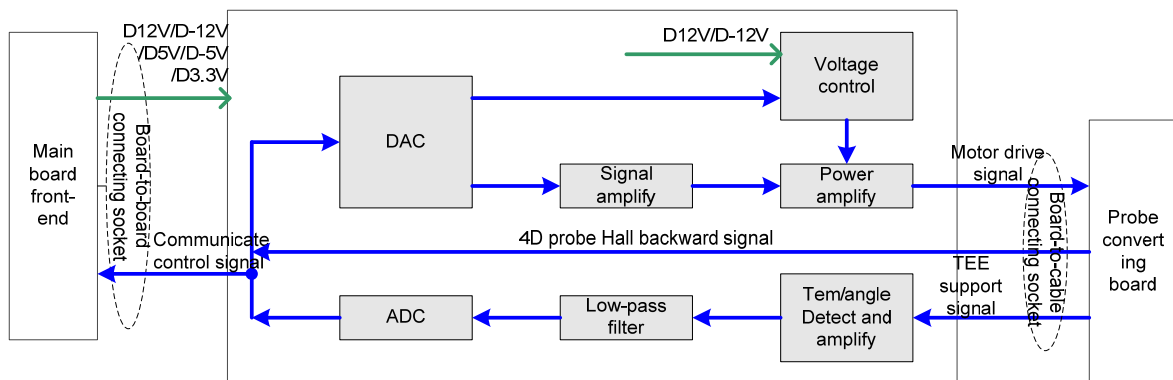 D12V/D-12V
/D5V/D-5V
/D3.3V
Main
board
front-
end
Board-to-board
connecting socket
Communicate
control signal
DAC
D12V/D-12V
Voltage
control
Signal
amplify
Power
amplify
Motor drive
signal
4D probe Hall backward signal
ADC
Low-pass
filter
Tem/angle
Detect and
amplify
TEE
support
signal
Board-to-cable
connecting socket
Probe
convert
ing
board